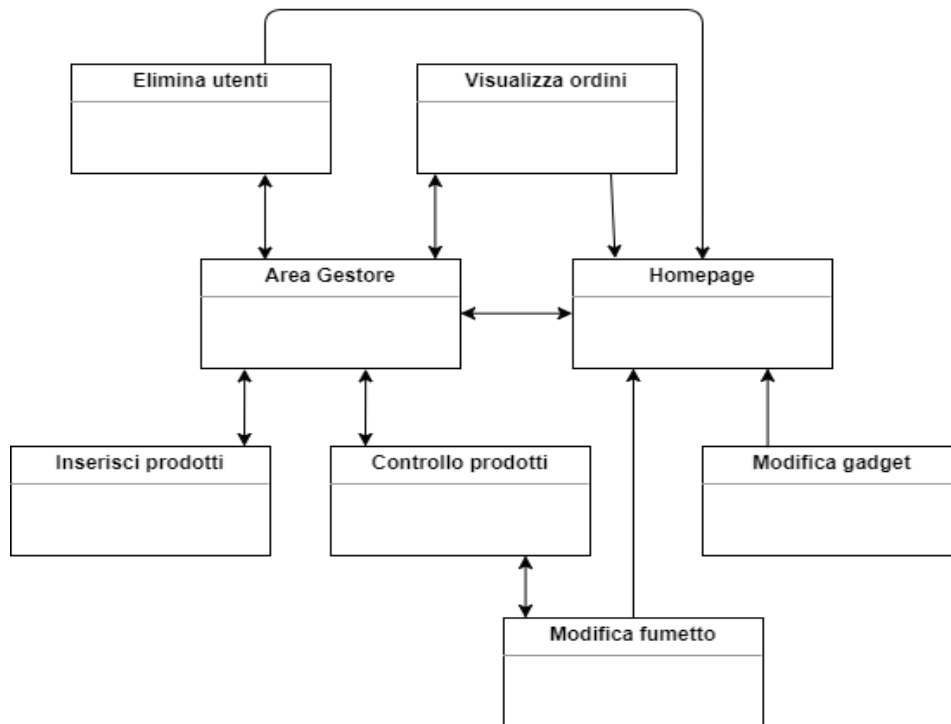 Elimina utenti
Visualizza ordini
Area Gestore
Homepage
Inserisci prodotti
Controllo prodotti
Modifica gadget
Modifica fumetto